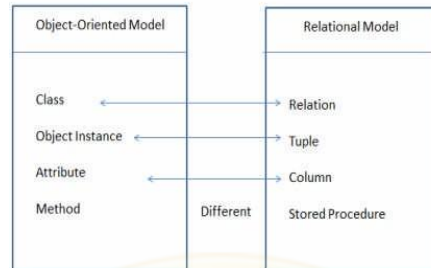 Object-Oriented Model
Relational Model
Class
Relation
Object Instance
Tuple
Attribute
Column
Method
Different
Stored Procedure